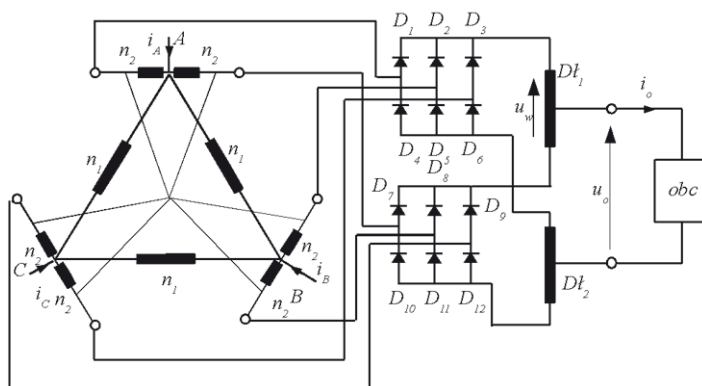 i_A A
n_2 n_2
D_1 D_2 D_3
n_1 n_1
D_4 D_5 D_6
u_w
Dł_1
i_o
u_o
obc
D_7 D_8 D_9
n_2 n_2
C i_C n_2
n_1
B i_B
n_2
D_10 D_11 D_12
Dł_2